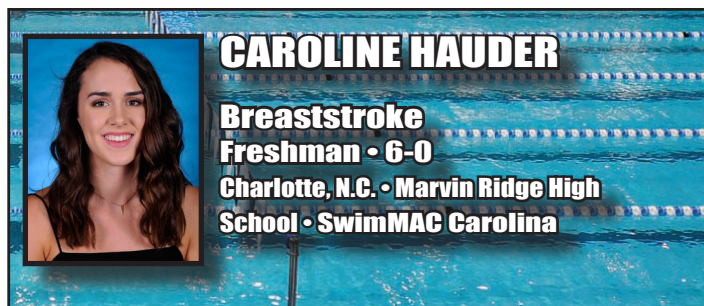 CAROLINE HAUDER
Breaststroke
Freshman • 6-0
Charlotte, N.C. • Marvin Ridge High
School • SwimMAC Carolina